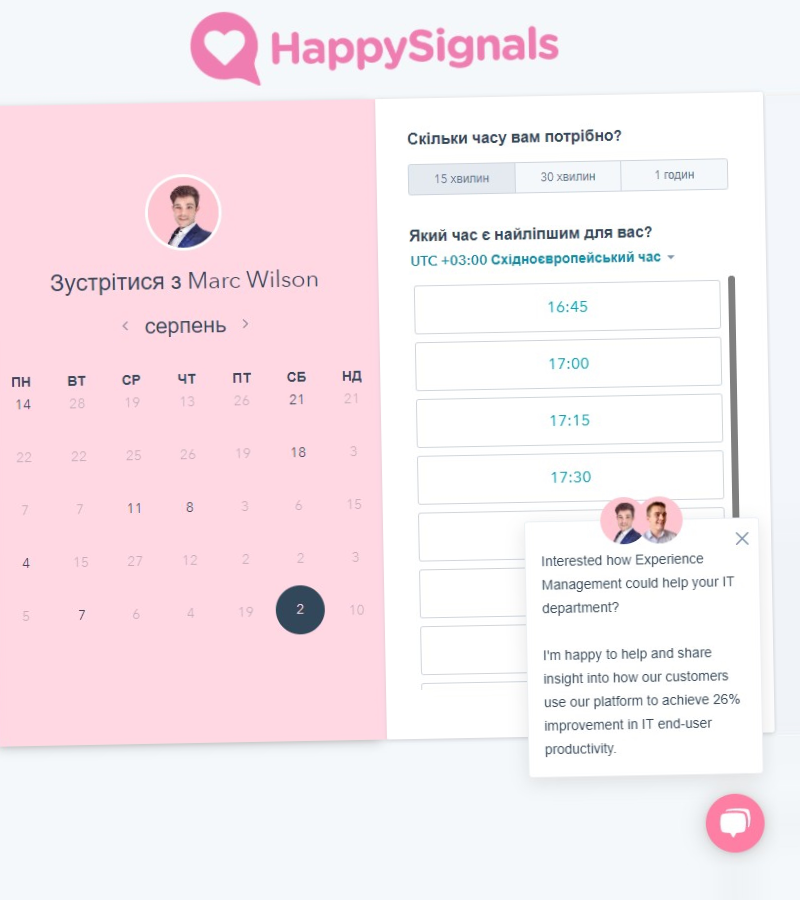 HappySignals
Зустрітися з Marc Wilson
серпень
ПН ВТ СР ЧТ ПТ СБ НД
14 28 19 13 26 21 21
22 22 25 26 19 18 3
7 7 11 8 3 6 15
4 15 27 12 2 2 3
5 7 6 4 19 2 10
Скільки часу вам потрібно?
15 хвилин 30 хвилин 1 годин
Який час є найліпшим для вас?
UTC +03:00 Східноєвропейський час
16:45
17:00
17:15
17:30
Interested how Experience
Management could help your IT
department?
I'm happy to help and share
insight into how our customers
use our platform to achieve 26%
improvement in IT end-user
productivity.